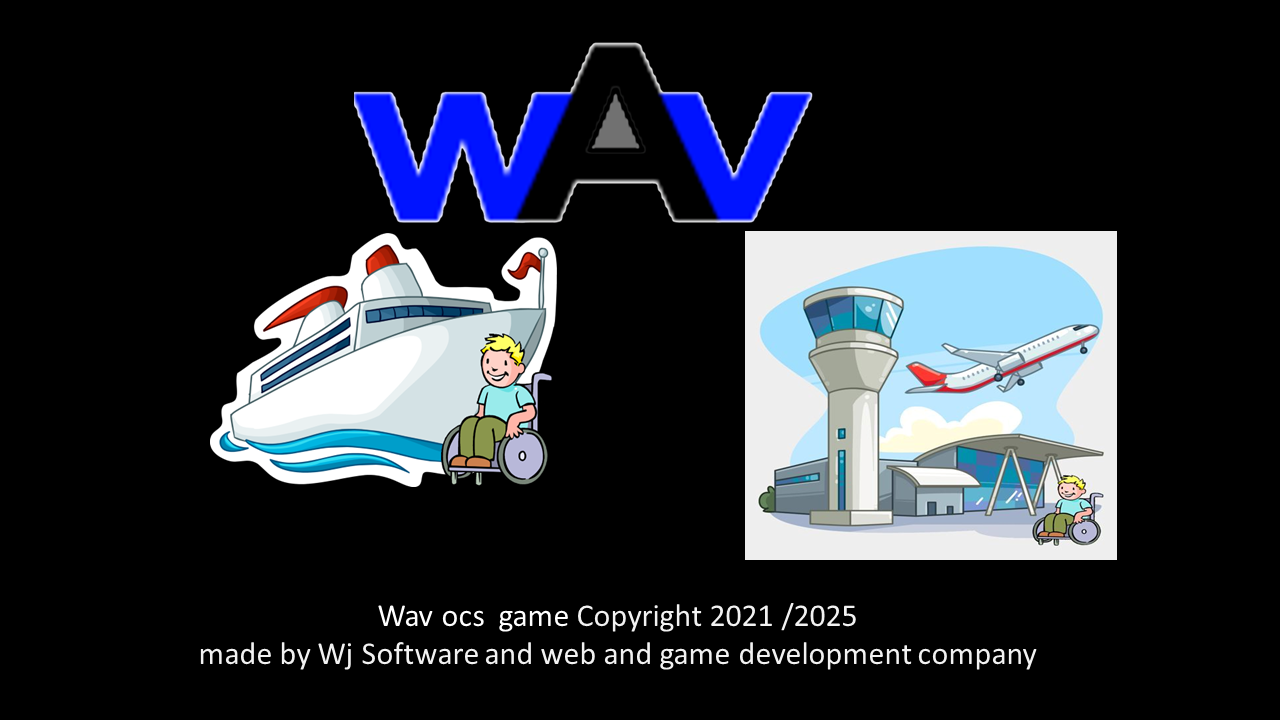 WAV
Wav ocs  game Copyright 2021 /2025
made by Wj Software and web and game development company